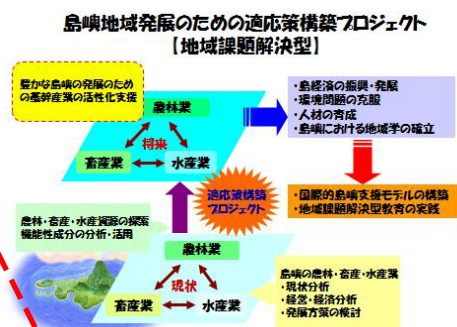 島嶼地域発展のための適応策構築プロジェクト
【地域課題解決型】
豊かな島嶼の発展のため
の基幹産業の活性化支援
農林業
将来
畜産業
水産業
・島経済の振興・発展
・環境問題の克服
・人材の育成
・島嶼における地域学の確立
適応策構築
プロジェクト
・国際的島嶼支援モデルの構築
・地域課題解決型教育の実践
農林・畜産・水産資源の探索
機能性成分の分析・活用
農林業
現状
畜産業
水産業
島嶼の農林・畜産・水産業
・現状分析
・経営・経済分析
・発展方策の検討